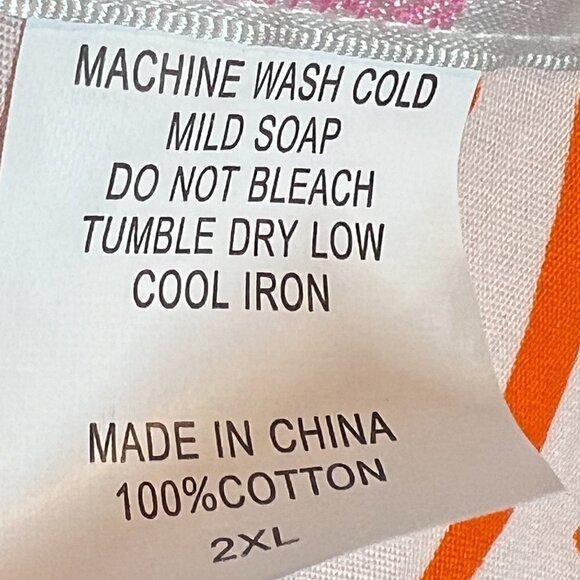 MACHINE WASH COLD
MILD SOAP
DO NOT BLEACH
TUMBLE DRY LOW
COOL IRON
MADE IN CHINA
100%COTTON
2XL